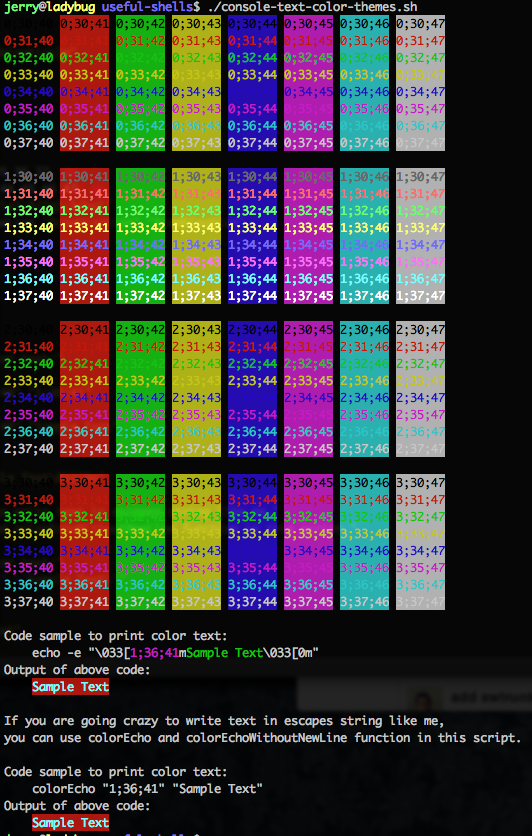 jerry@ladybug useful-shells$ ./console-text-color-themes.sh
0;30;41 0;30;42 0;30;43 0;30;44 0;30;45 0;30;46 0;30;47
0;31;40 0;31;41 0;31;42 0;31;43 0;31;44 0;31;45 0;31;46 0;31;47
0;32;40 0;32;41 0;32;43 0;32;44 0;32;45 0;32;46 0;32;47
0;33;40 0;33;41 0;33;42 0;33;44 0;33;45 0;33;46 0;33;47
0;34;40 0;34;41 0;34;42 0;34;43 0;34;45 0;34;46 0;34;47
0;35;40 0;35;41 0;35;42 0;35;43 0;35;44 0;35;46 0;35;47
0;36;40 0;36;41 0;36;42 0;36;43 0;36;44 0;36;45 0;36;46 0;36;47
0;37;40 0;37;41 0;37;42 0;37;43 0;37;44 0;37;45 0;37;46 0;37;47
1;30;40 1;30;41 1;30;42 1;30;43 1;30;44 1;30;45 1;30;46 1;30;47
1;31;40 1;31;41 1;31;42 1;31;43 1;31;44 1;31;45 1;31;46 1;31;47
1;32;40 1;32;41 1;32;42 1;32;43 1;32;44 1;32;45 1;32;46 1;32;47
1;33;40 1;33;41 1;33;42 1;33;43 1;33;44 1;33;45 1;33;46 1;33;47
1;34;40 1;34;41 1;34;42 1;34;43 1;34;44 1;34;45 1;34;46 1;34;47
1;35;40 1;35;41 1;35;42 1;35;43 1;35;44 1;35;45 1;35;46 1;35;47
1;36;40 1;36;41 1;36;42 1;36;43 1;36;44 1;36;45 1;36;46 1;36;47
1;37;40 1;37;41 1;37;42 1;37;43 1;37;44 1;37;45 1;37;46 1;37;47
2;30;40 2;30;41 2;30;42 2;30;43 2;30;44 2;30;45 2;30;46 2;30;47
2;31;40 2;31;41 2;31;42 2;31;43 2;31;44 2;31;45 2;31;46 2;31;47
2;32;40 2;32;41 2;32;43 2;32;44 2;32;45 2;32;46 2;32;47
2;33;40 2;33;41 2;33;42 2;33;44 2;33;45 2;33;46 2;33;47
2;34;40 2;34;41 2;34;42 2;34;43 2;34;45 2;34;46 2;34;47
2;35;40 2;35;41 2;35;42 2;35;43 2;35;44 2;35;46 2;35;47
2;36;40 2;36;41 2;36;42 2;36;43 2;36;44 2;36;45 2;36;46 2;36;47
2;37;40 2;37;41 2;37;42 2;37;43 2;37;44 2;37;45 2;37;46 2;37;47
3;30;40 3;30;41 3;30;42 3;30;43 3;30;44 3;30;45 3;30;46 3;30;47
3;31;40 3;31;42 3;31;43 3;31;44 3;31;45 3;31;46 3;31;47
3;32;40 3;32;41 3;32;43 3;32;44 3;32;45 3;32;46 3;32;47
3;33;40 3;33;41 3;33;42 3;33;43 3;33;44 3;33;45 3;33;46 3;33;47
3;34;40 3;34;41 3;34;42 3;34;43 3;34;45 3;34;46 3;34;47
3;35;40 3;35;41 3;35;42 3;35;43 3;35;44 3;35;46 3;35;47
3;36;40 3;36;41 3;36;42 3;36;43 3;36;44 3;36;45 3;36;46 3;36;47
3;37;40 3;37;41 3;37;42 3;37;43 3;37;44 3;37;45 3;37;46 3;37;47
Code sample to print color text:
echo -e "\033[1;36;41mSample Text\033[0m"
Output of above code:
Sample Text
If you are going crazy to write text in escapes string like me,
you can use colorEcho and colorEchoWithoutNewLine function in this script.
Code sample to print color text:
colorEcho "1;36;41" "Sample Text"
Output of above code:
Sample Text